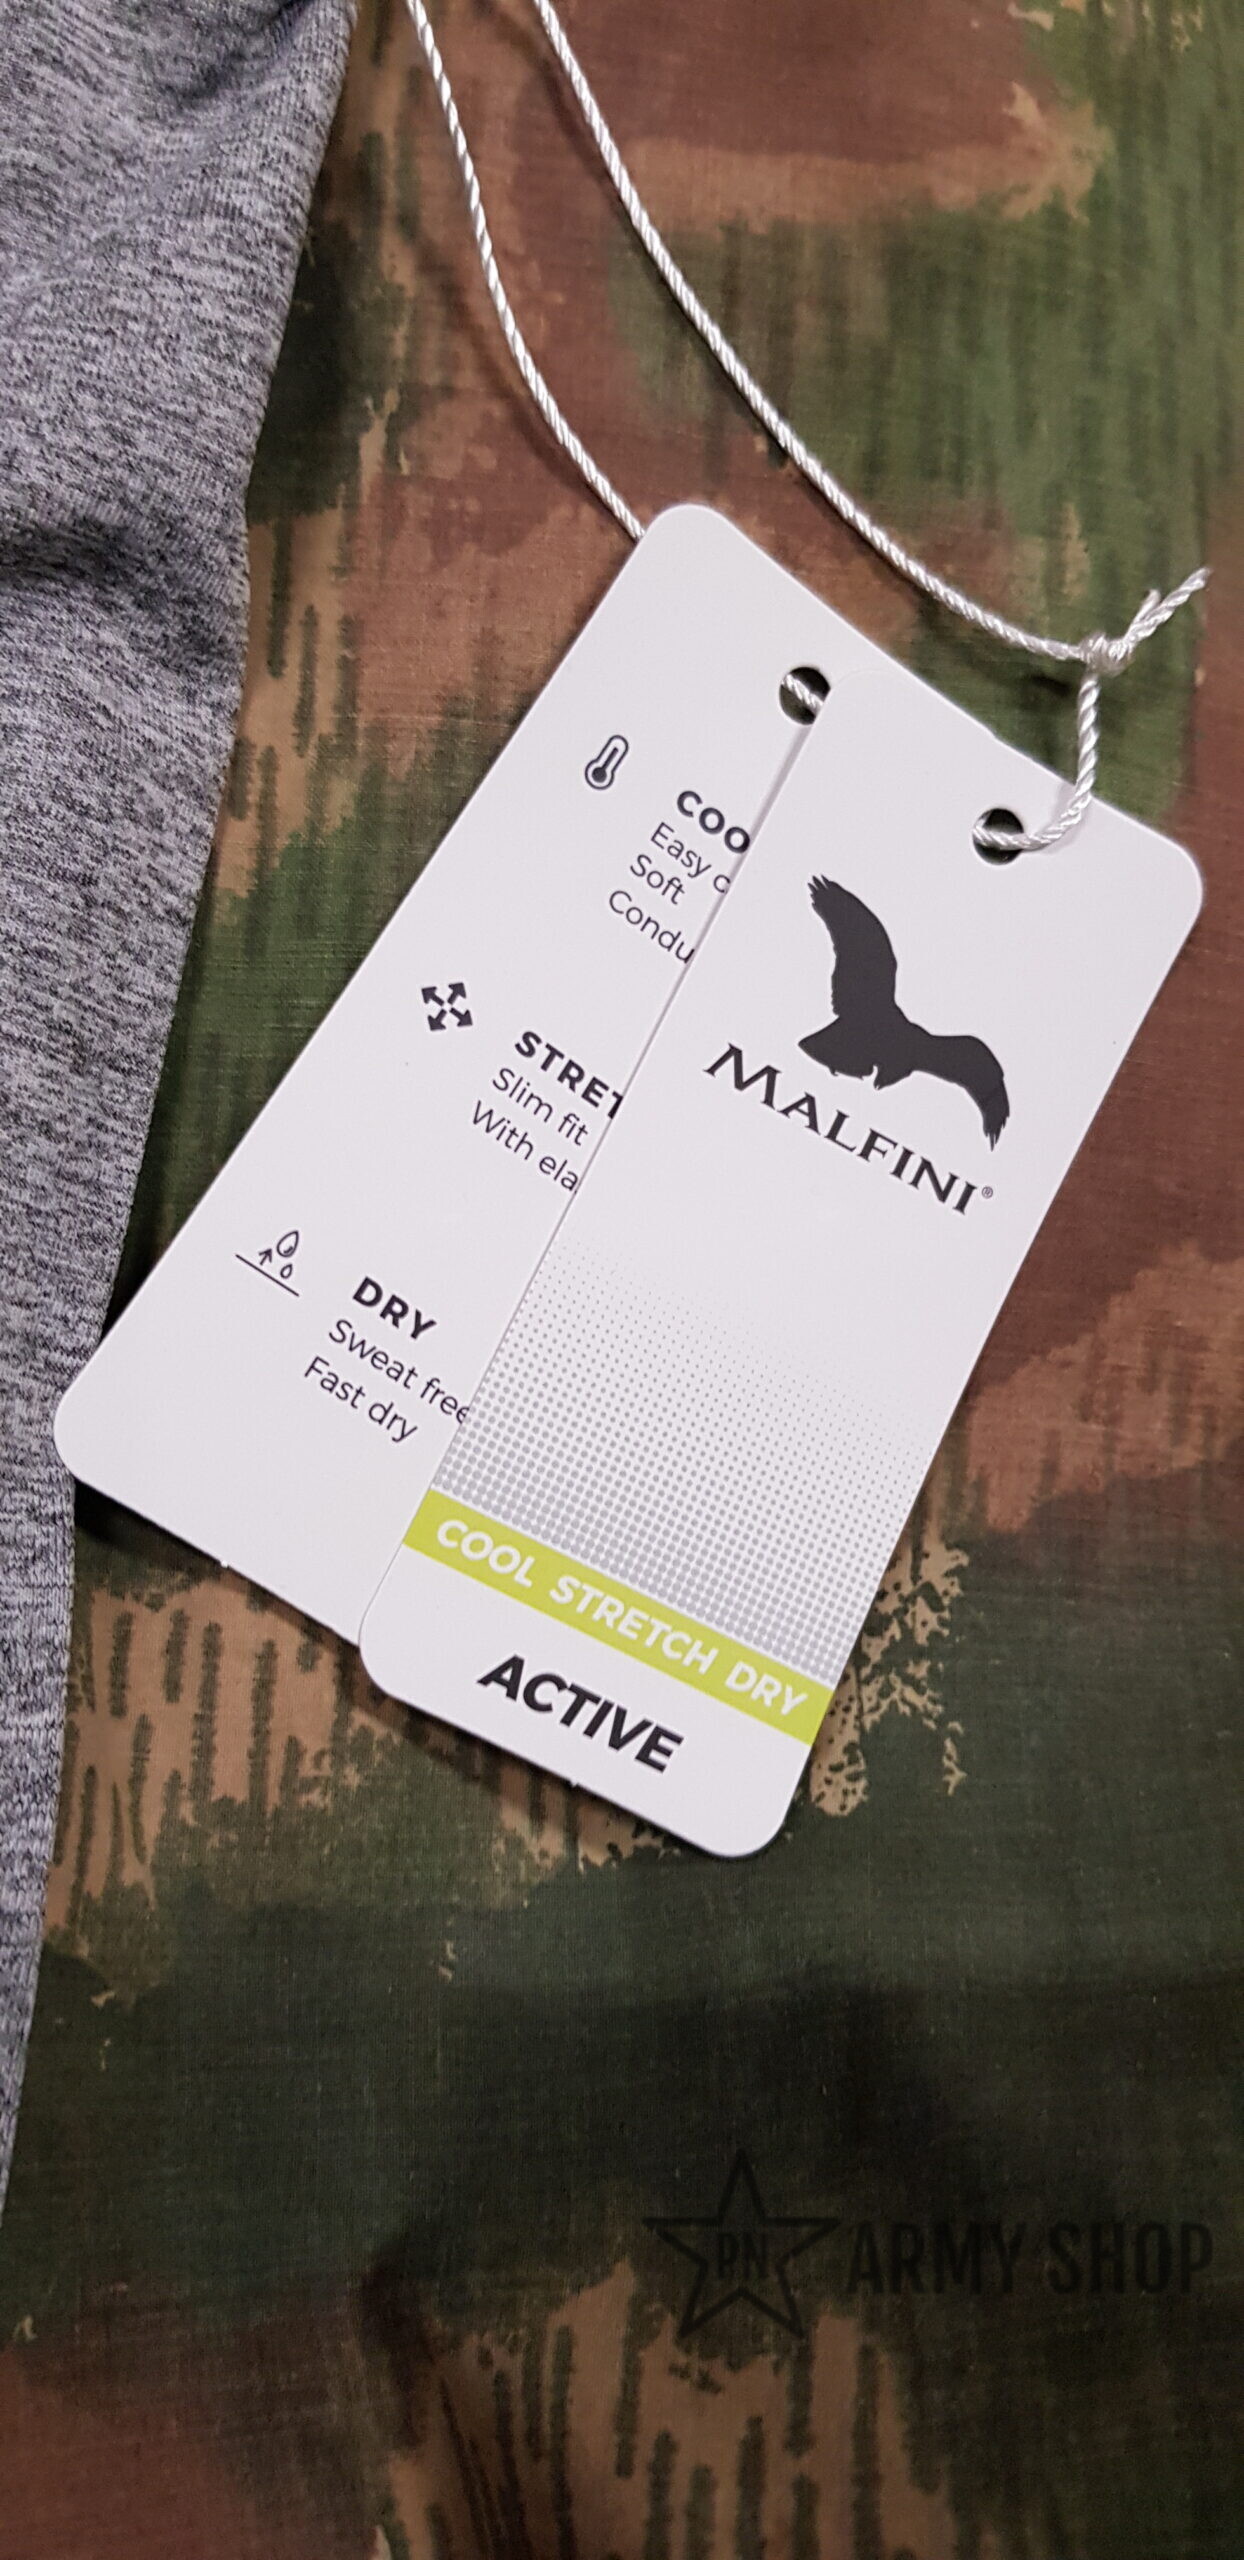 COO
Easy c
Soft
Condu
STRET
Slim fit
With ela
DRY
Sweat free
Fast dry
MALFINI®
COOL STRETCH DRY
ACTIVE
PN ARMY SHOP